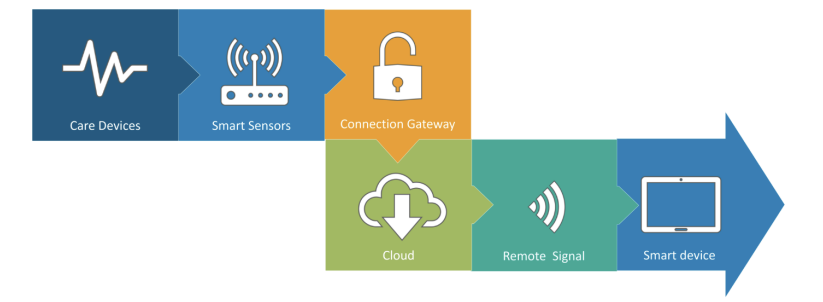 Care Devices
Smart Sensors
Connection Gateway
Cloud
Remote Signal
Smart device